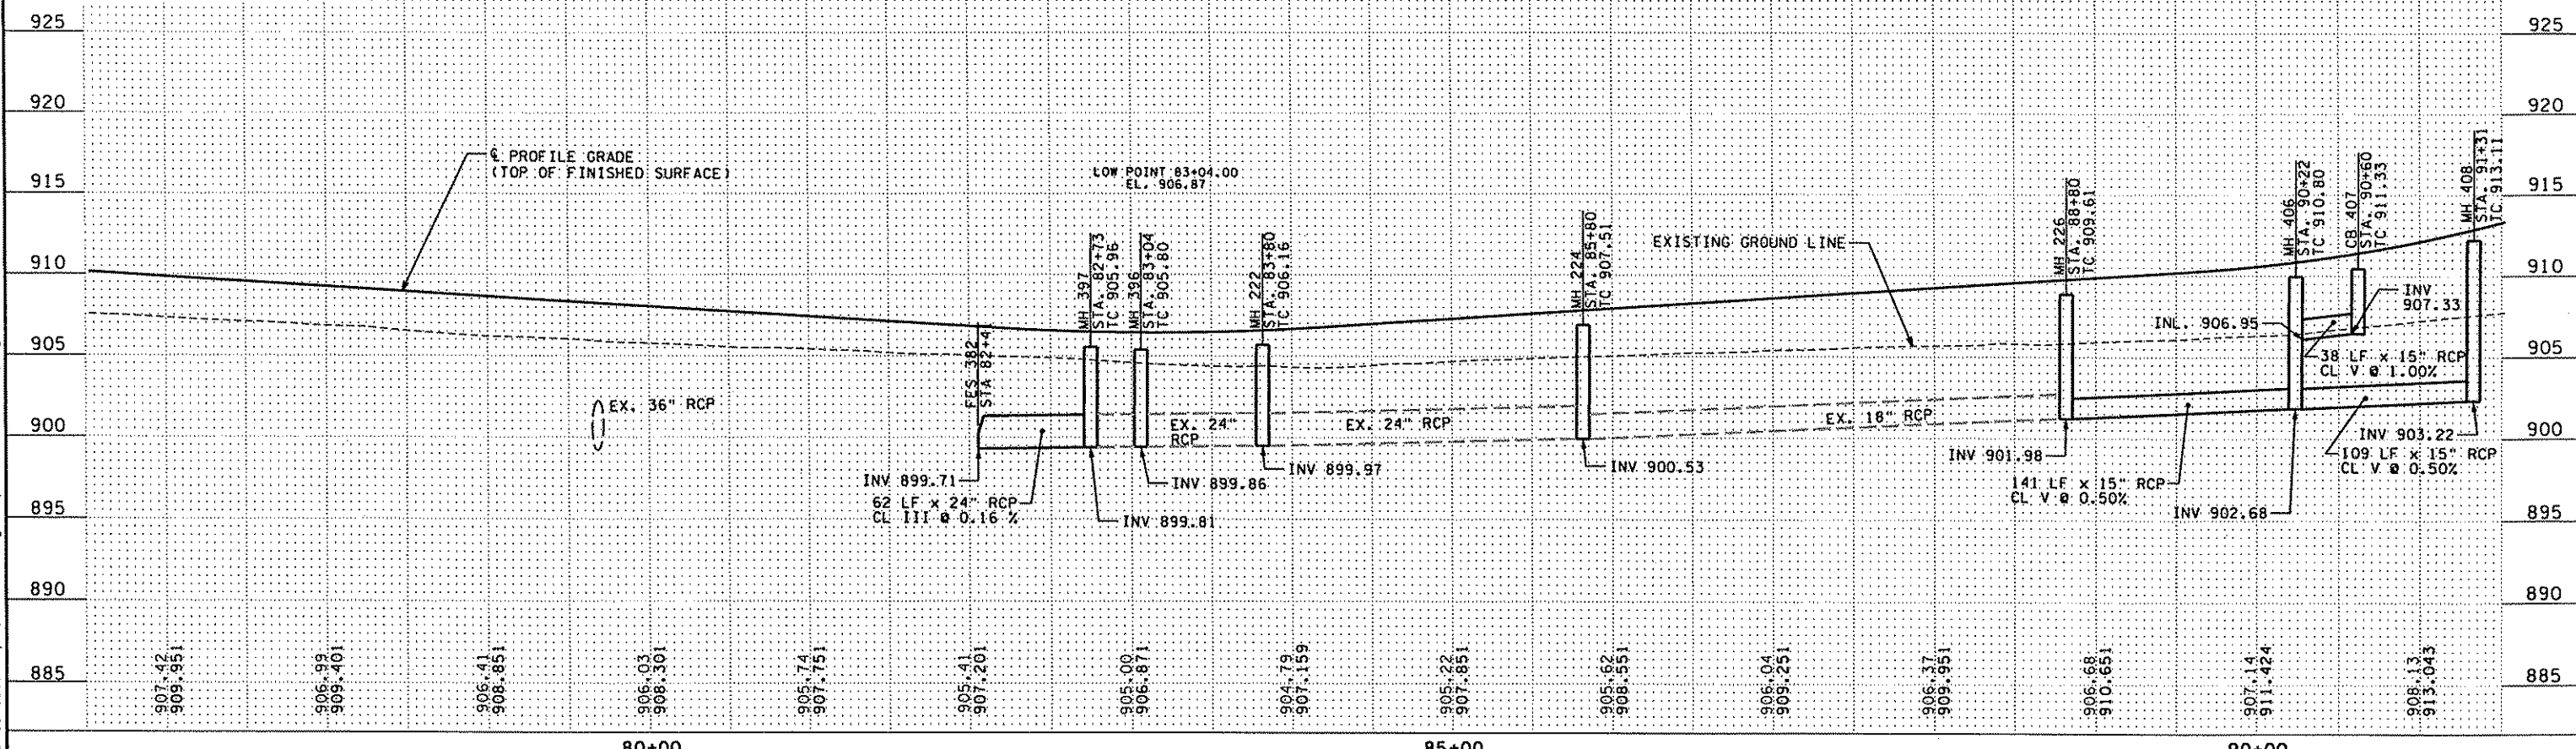 925
925
920
920
915
915
910
910
905
905
900
900
895
895
890
890
885
885
℄ PROFILE GRADE
(TOP OF FINISHED SURFACE)
LOW POINT 83+04.00
EL. 906.87
EXISTING GROUND LINE
EX. 36" RCP
FES 382
MH 397
STA. 82+73
TC 905.96
MH 396
STA. 83+04
TC 905.80
MH 222
STA. 83+80
TC 906.16
MH 224
STA. 85+80
TC 907.51
MH 226
STA. 88+80
TC 909.61
MH 406
STA. 90+22
TC 910.80
CB 407
STA. 90+60
TC 911.33
MH 408
STA. 91+31
TC 913.11
INV
907.33
INL. 906.95
38 LF x 15" RCP
CL V @ 1.00%
EX. 24"
RCP
EX. 24" RCP
EX. 18" RCP
INV 899.71
62 LF x 24" RCP
CL III @ 0.16 %
INV 899.81
INV 899.86
INV 899.97
INV 900.53
INV 901.98
141 LF x 15" RCP
CL V @ 0.50%
INV 902.68
INV 903.22
109 LF x 15" RCP
CL V @ 0.50%
907.42
909.951
906.99
909.401
906.41
908.851
906.03
908.301
905.74
907.751
905.41
907.201
905.00
906.871
904.79
907.159
905.22
907.851
905.62
908.551
906.04
909.251
906.37
909.951
906.68
910.651
907.14
911.424
908.13
913.043
80+00
85+00
90+00